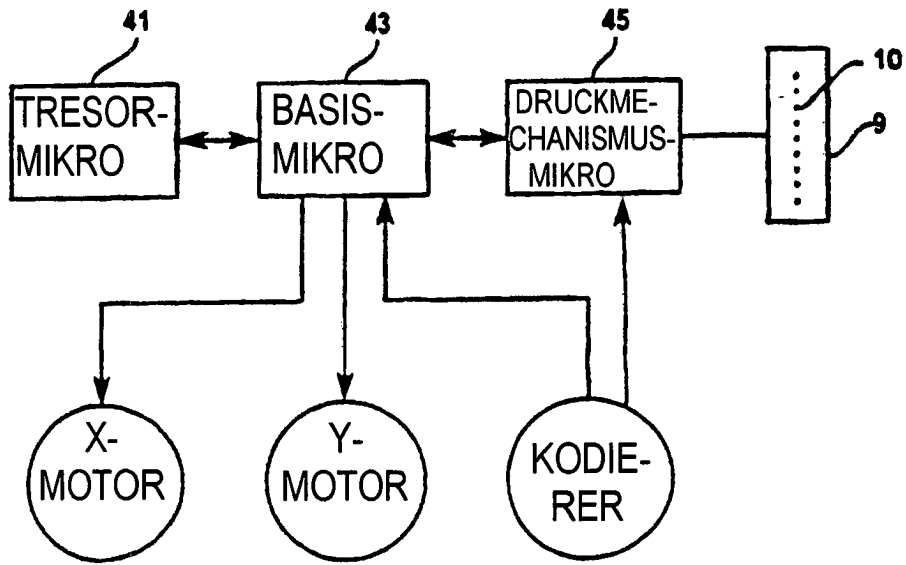 41
43
45
10
9
TRESOR-
MIKRO
BASIS-
MIKRO
DRUCKME-
CHANISMUS-
MIKRO
X-
MOTOR
Y-
MOTOR
KODIE-
RER